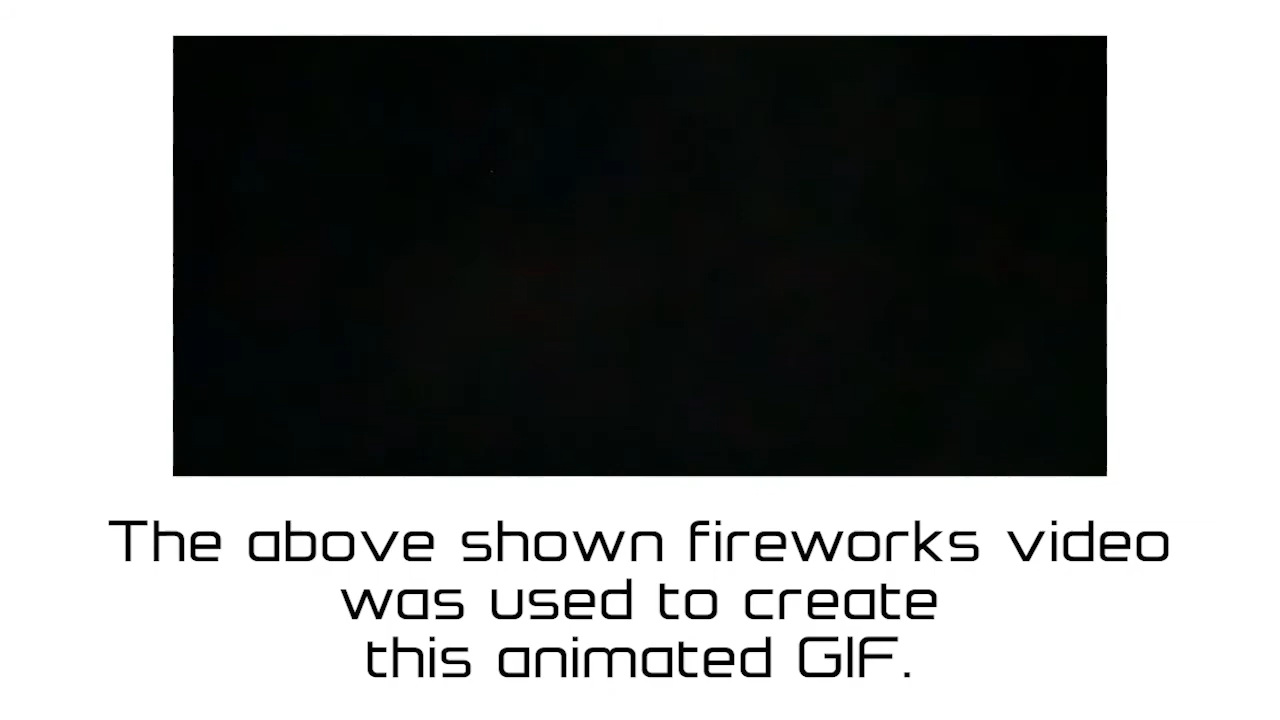 The above shown fireworks video
was used to create
this animated GIF.